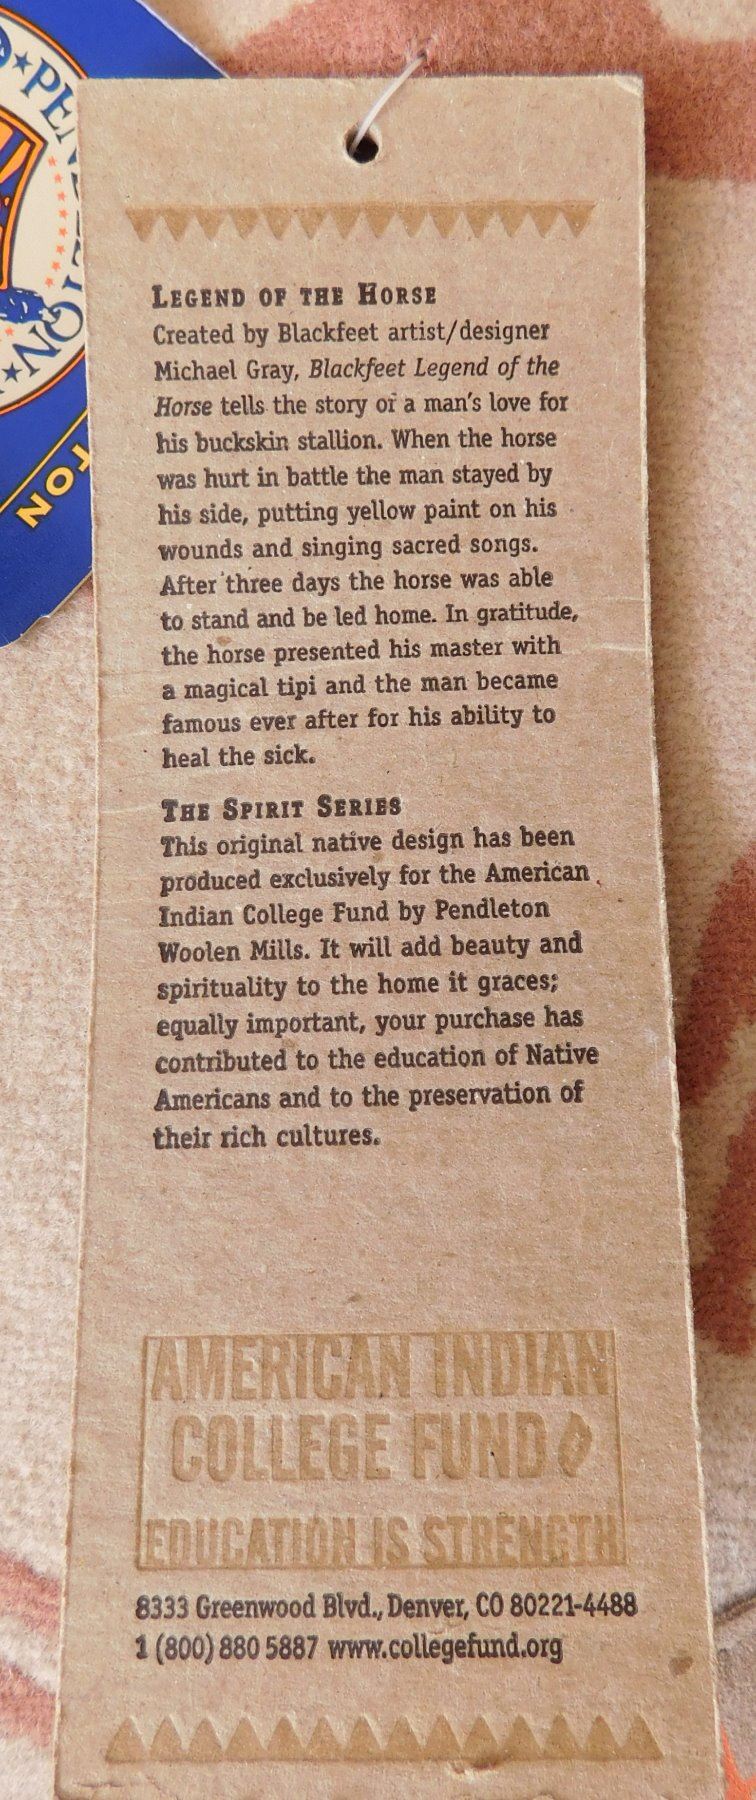 PENDLETON
TON
LEGEND OF THE HORSE
Created by Blackfeet artist/designer
Michael Gray, Blackfeet Legend of the
Horse tells the story of a man's love for
his buckskin stallion. When the horse
was hurt in battle the man stayed by
his side, putting yellow paint on his
wounds and singing sacred songs.
After three days the horse was able
to stand and be led home. In gratitude,
the horse presented his master with
a magical tipi and the man became
famous ever after for his ability to
heal the sick.
THE SPIRIT SERIES
This original native design has been
produced exclusively for the American
Indian College Fund by Pendleton
Woolen Mills. It will add beauty and
spirituality to the home it graces;
equally important, your purchase has
contributed to the education of Native
Americans and to the preservation of
their rich cultures.
AMERICAN INDIAN
COLLEGE FUND
EDUCATION IS STRENGTH
8333 Greenwood Blvd., Denver, CO 80221-4488
1 (800) 880 5887 www.collegefund.org